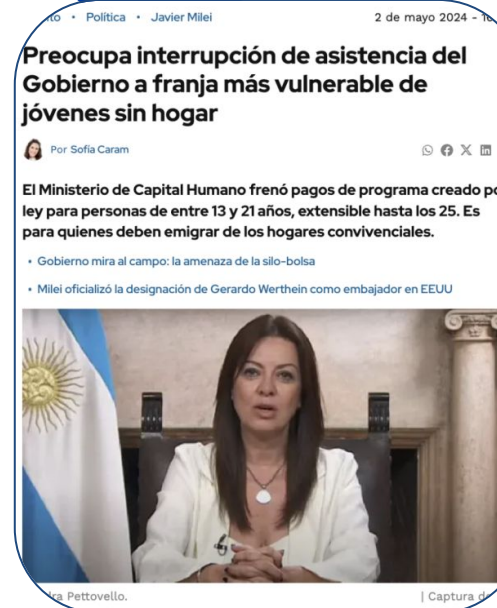 • Política • Javier Milei 2 de mayo 2024 -
Preocupa interrupción de asistencia del
Gobierno a franja más vulnerable de
jóvenes sin hogar
Por Sofía Caram
El Ministerio de Capital Humano frenó pagos de programa creado
ley para personas de entre 13 y 21 años, extensible hasta los 25. Es
para quienes deben emigrar de los hogares convivenciales.
• Gobierno mira al campo: la amenaza de la silo-bolsa
• Milei oficializó la designación de Gerardo Werthein como embajador en EEUU
Pettovello. | Captura